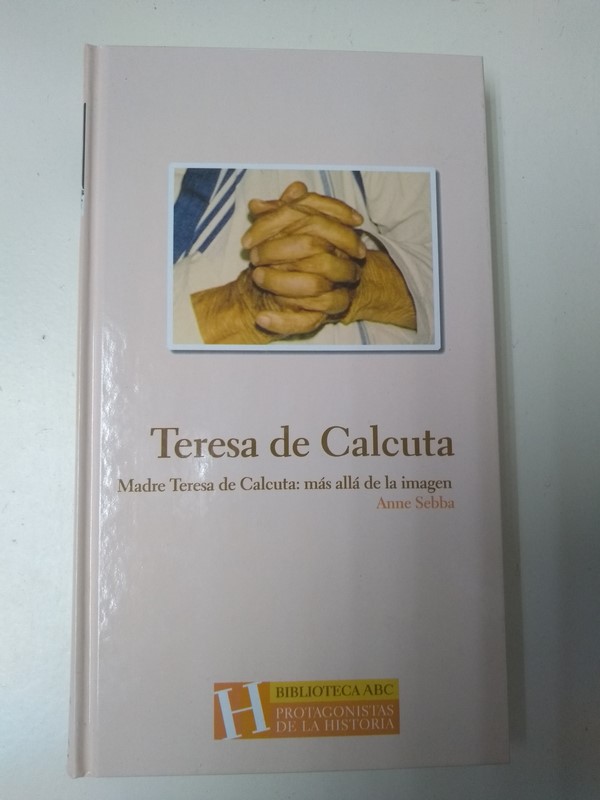 Teresa de Calcuta
Madre Teresa de Calcuta: más allá de la imagen
Anne Sebba
H
BIBLIOTECA ABC
PROTAGONISTAS
DE LA HISTORIA